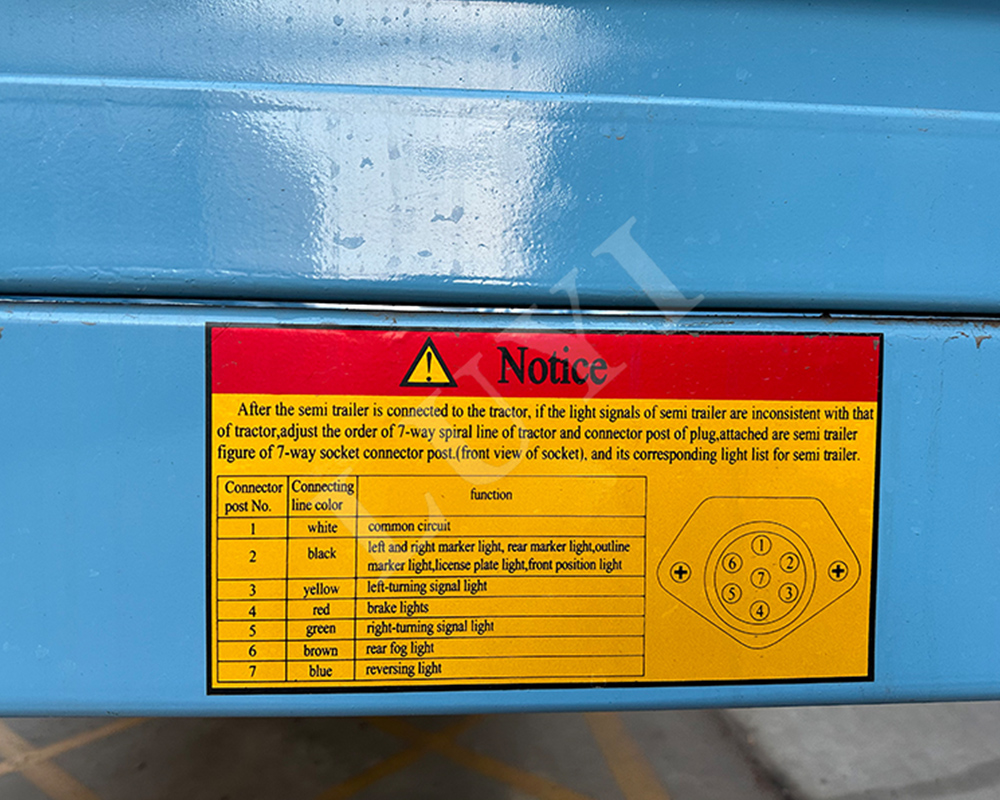 Notice
After the semi trailer is connected to the tractor, if the light signals of semi trailer are inconsistent with that
of tractor,adjust the order of 7-way spiral line of tractor and connector post of plug,attached are semi trailer
figure of 7-way socket connector post.(front view of socket), and its corresponding light list for semi trailer.
Connector post No. Connecting line color function
1 white common circuit
2 black left and right marker light, rear marker light,outline
marker light,license plate light,front position light
3 yellow left-turning signal light
4 red brake lights
5 green right-turning signal light
6 brown rear fog light
7 blue reversing light
1
6 2
7
5 3
4
LUYI